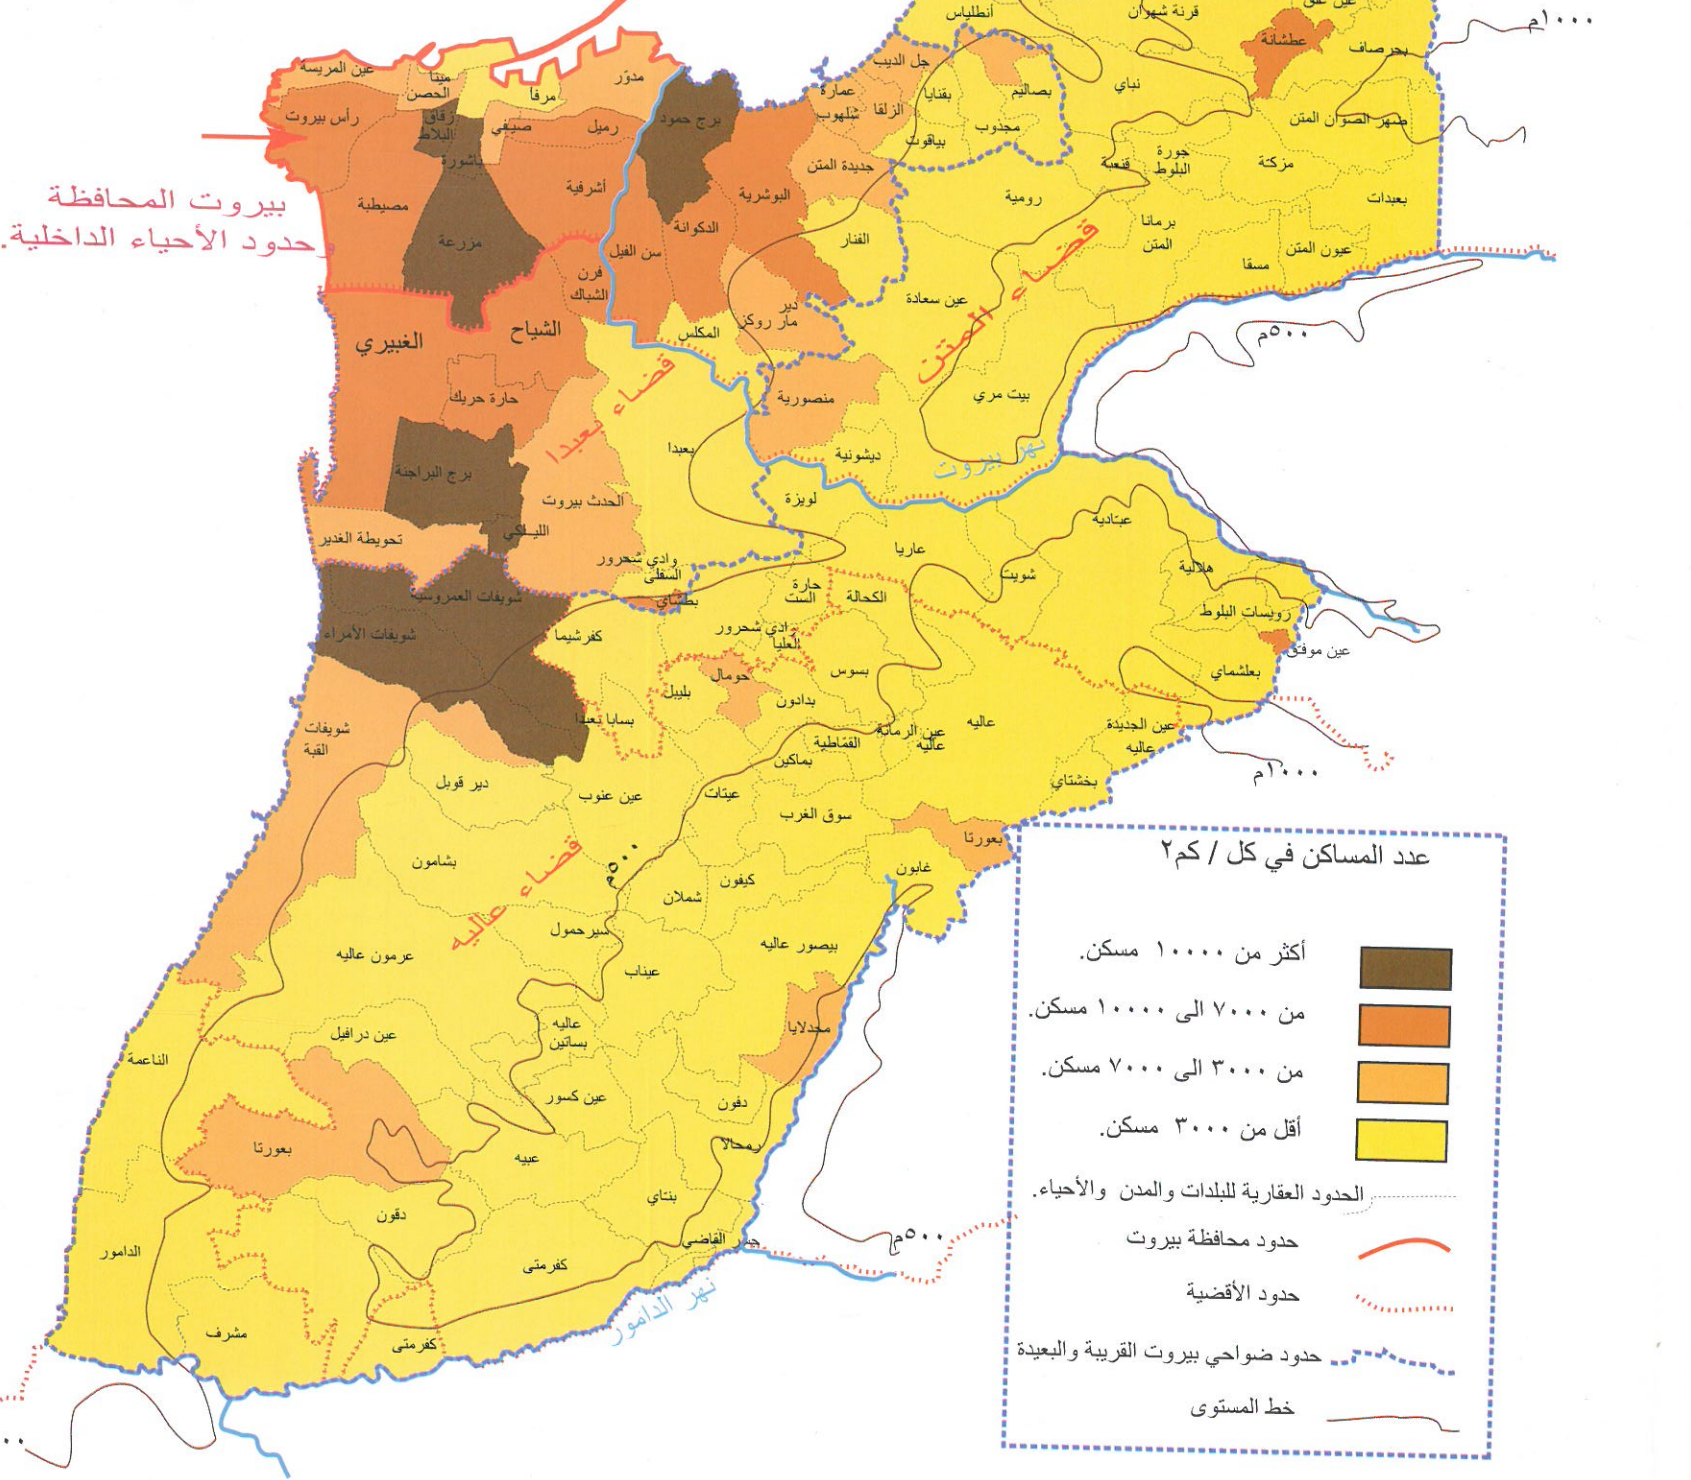 أنطلياس
قرنة شهران
عين علق
١٠٠٠م
عطشانة
بحرصاف
جل الديب
عين المريسة
مينا
الحصن
مرفأ
مدوّر
عمارة
شلهوب
الزلقا
بقنايا
بصاليم
نباي
رأس بيروت
زقاق
البلاط
صيفي
رميل
برج حمود
مجذوب
بياقوت
ضهر الصوان المتن
باشورة
جديدة المتن
قنعبة
جورة
البلوط
مزكة
أشرفية
البوشرية
رومية
بعبدات
بيروت المحافظة
وحدود الأحياء الداخلية.
مصيطبة
مزرعة
الدكوانة
سن الفيل
الفنار
برمانا
المتن
عيون المتن
مسقا
فرن
الشباك
عين سعادة
قضاء المتن
دير
مار روكز
المكلس
الشياح
الغبيري
٥٠٠م
حارة حريك
قضاء بعبدا
منصورية
بيت مري
بعبدا
ديشونية
نهر بيروت
برج البراجنة
الحدث بيروت
لويزة
عبادية
الليلكي
تحويطة الغدير
عاريا
وادي شحرور
السفلى
هلالية
شويت
شويفات العمروسية
بطشاي
حارة
الست
الكحالة
رويسات البلوط
شويفات الأمراء
كفرشيما
وادي شحرور
العليا
عين موفق
بسوس
بعلشماي
حومال
بليبل
بدادون
شويفات
القبة
بسابا بعبدا
عاليه
عين الرمانة
عاليه
القماطية
عين الجديدة
عاليه
بماكين
١٠٠٠م
دير قوبل
عين عنوب
عيتات
بخشتاي
سوق الغرب
بعورتا
عدد المساكن في كل / كم٢
بشامون
قضاء عاليه
٥٠٠م
غابون
كيفون
شملان
سيرحمول
بيصور عاليه
عرمون عاليه
عيناب
أكثر من ١٠٠٠٠ مسكن.
من ٧٠٠٠ الى ١٠٠٠٠ مسكن.
عاليه
بساتين
مجدلايا
عين درافيل
الناعمة
من ٣٠٠٠ الى ٧٠٠٠ مسكن.
عين كسور
دفون
أقل من ٣٠٠٠ مسكن.
بعورتا
رمحالا
عبيه
بنتاي
الحدود العقارية للبلدات والمدن والأحياء.
دقون
جسر القاضي
٥٠٠م
حدود محافظة بيروت
الدامور
كفرمتى
حدود الأقضية
نهر الدامور
مشرف
كفرمتى
حدود ضواحي بيروت القريبة والبعيدة
خط المستوى